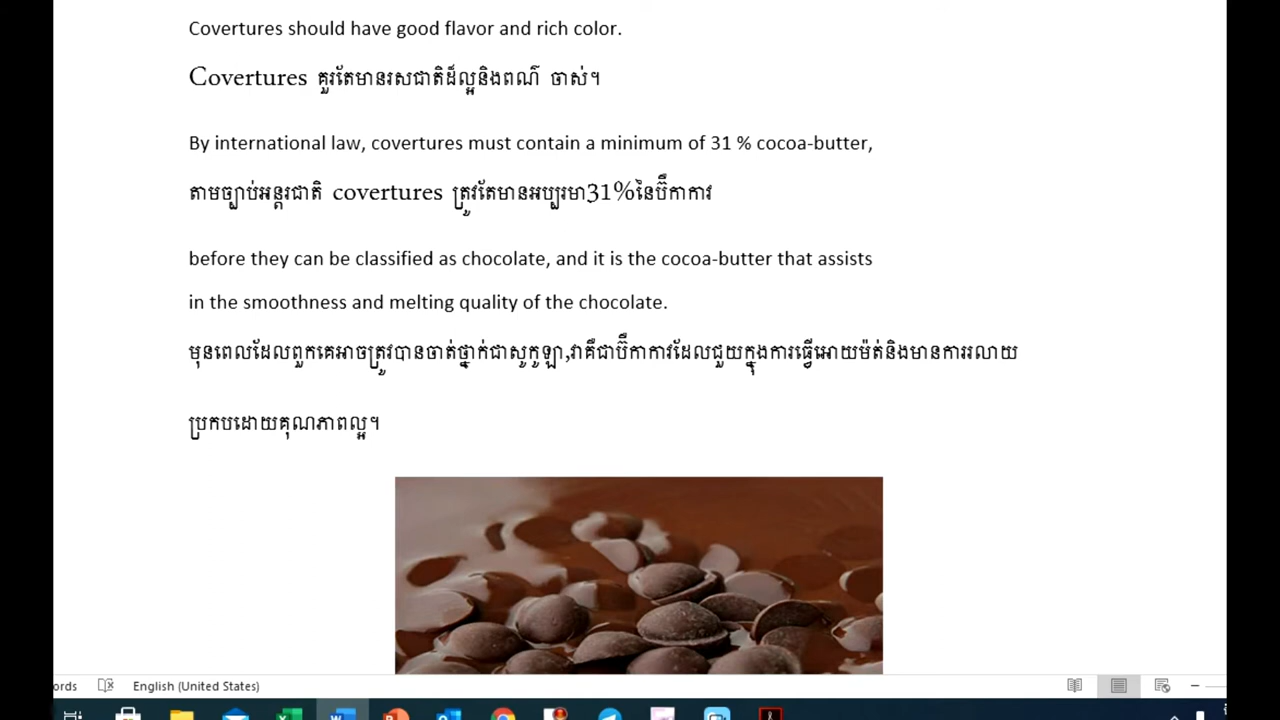 Covertures should have good flavor and rich color.
Covertures គួរតែមានរសជាតិដ៏ល្អនិងពណ៌ ចាស់។
By international law, covertures must contain a minimum of 31 % cocoa-butter,
តាមច្បាប់អន្តរជាតិ covertures ត្រូវតែមានអប្បរមា31%នៃប៊ឺកាកាវ
before they can be classified as chocolate, and it is the cocoa-butter that assists
in the smoothness and melting quality of the chocolate.
មុនពេលដែលពួកគេអាចត្រូវបានចាត់ថ្នាក់ជាសូកូឡា,វាគឺជាប៊ឺកាកាវដែលជួយក្នុងការធ្វើអោយម៉ត់និងមានការរលាយ
ប្រកបដោយគុណភាពល្អ។
ords English (United States)